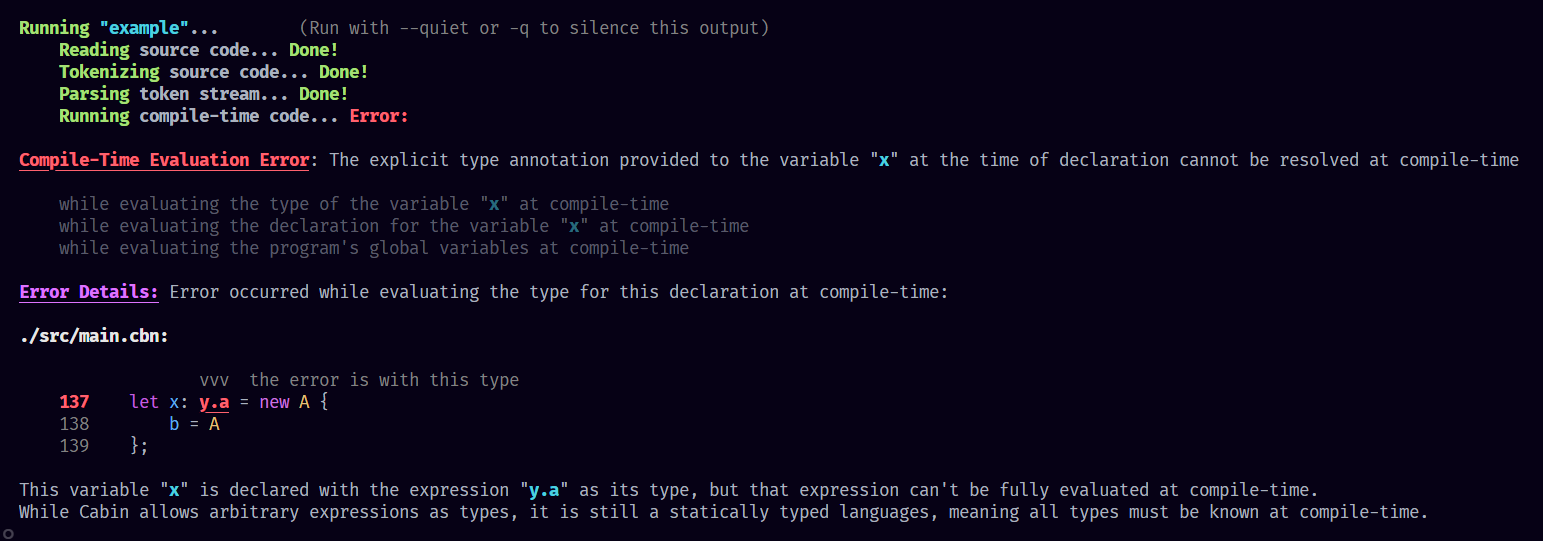 Running "example"... (Run with --quiet or -q to silence this output)
Reading source code... Done!
Tokenizing source code... Done!
Parsing token stream... Done!
Running compile-time code... Error:
Compile-Time Evaluation Error: The explicit type annotation provided to the variable "x" at the time of declaration cannot be resolved at compile-time
while evaluating the type of the variable "x" at compile-time
while evaluating the declaration for the variable "x" at compile-time
while evaluating the program's global variables at compile-time
Error Details: Error occurred while evaluating the type for this declaration at compile-time:
./src/main.cbn:
vvv the error is with this type
137 let x: y.a = new A {
138 b = A
139 };
This variable "x" is declared with the expression "y.a" as its type, but that expression can't be fully evaluated at compile-time.
While Cabin allows arbitrary expressions as types, it is still a statically typed languages, meaning all types must be known at compile-time.